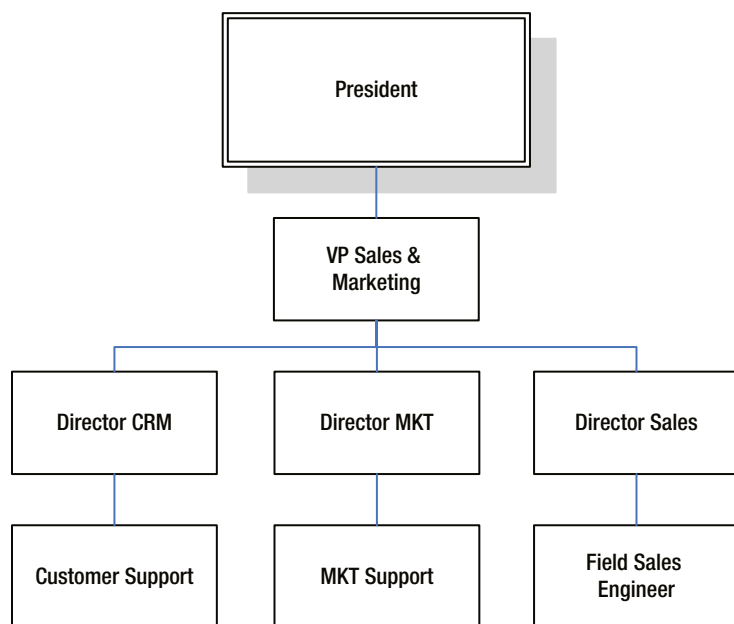 President
VP Sales &
Marketing
Director CRM
Director MKT
Director Sales
Customer Support
MKT Support
Field Sales
Engineer